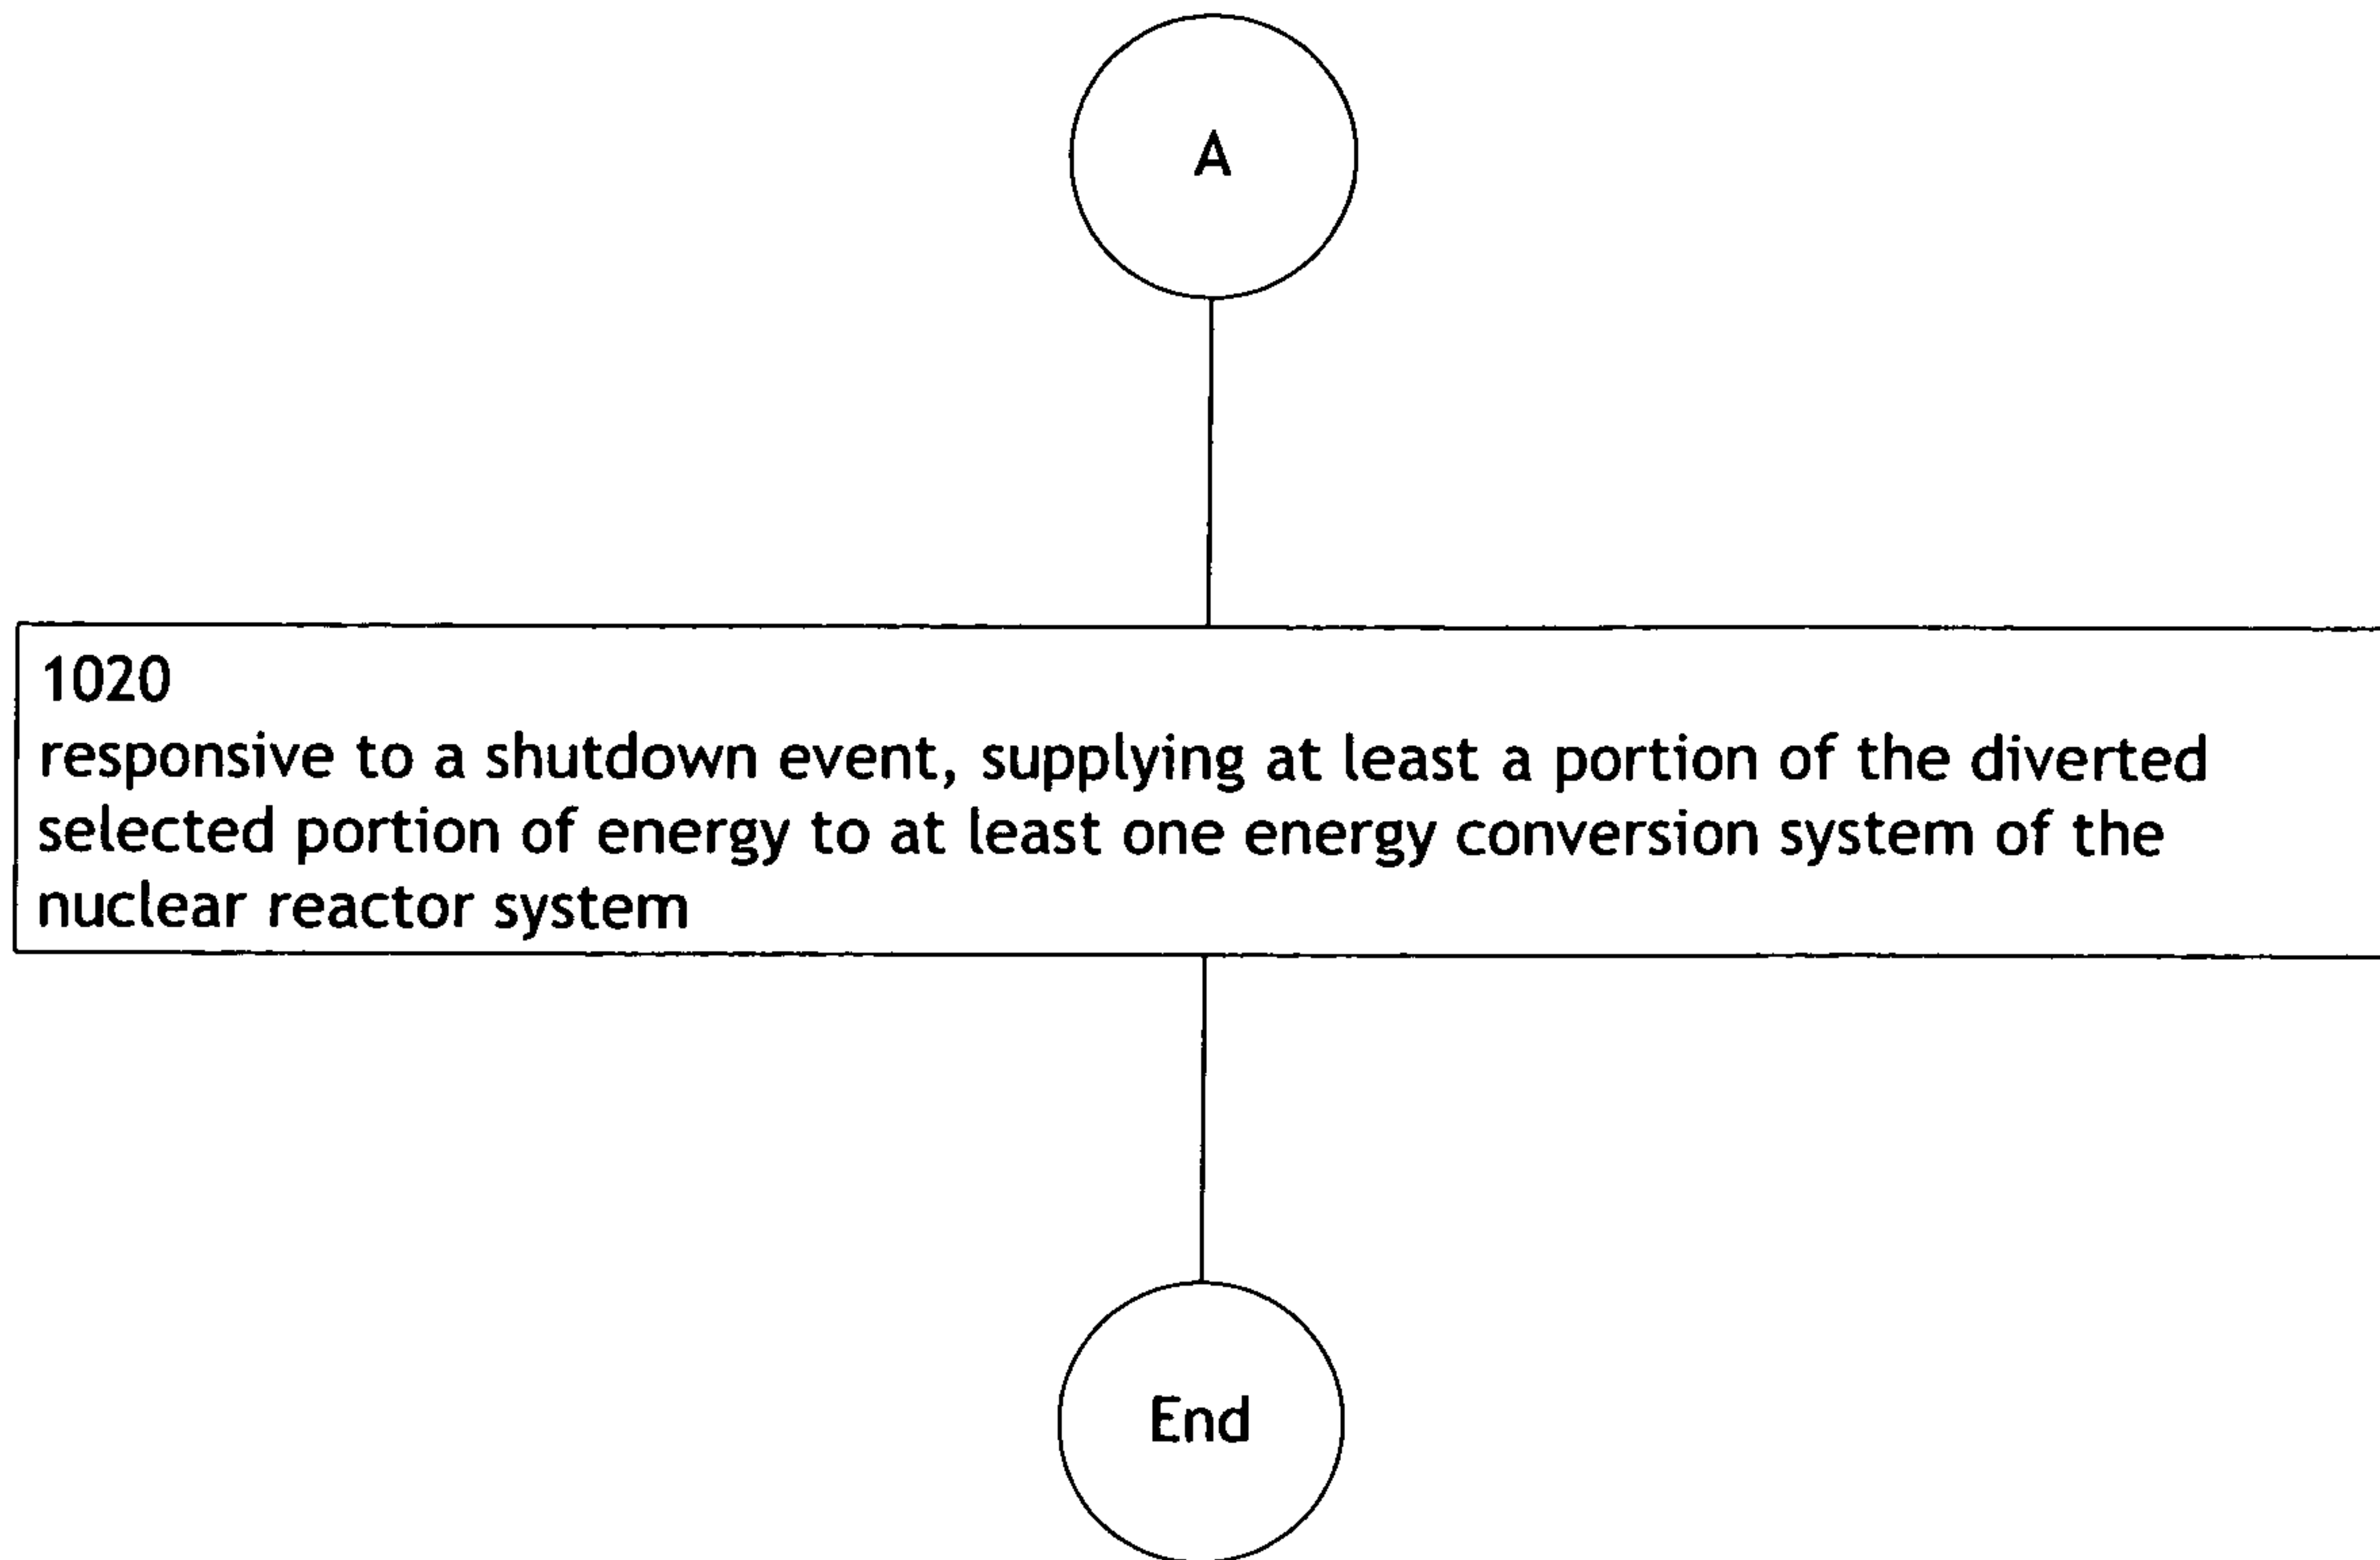 A
1020
responsive to a shutdown event, supplying at least a portion of the diverted
selected portion of energy to at least one energy conversion system of the
nuclear reactor system
End